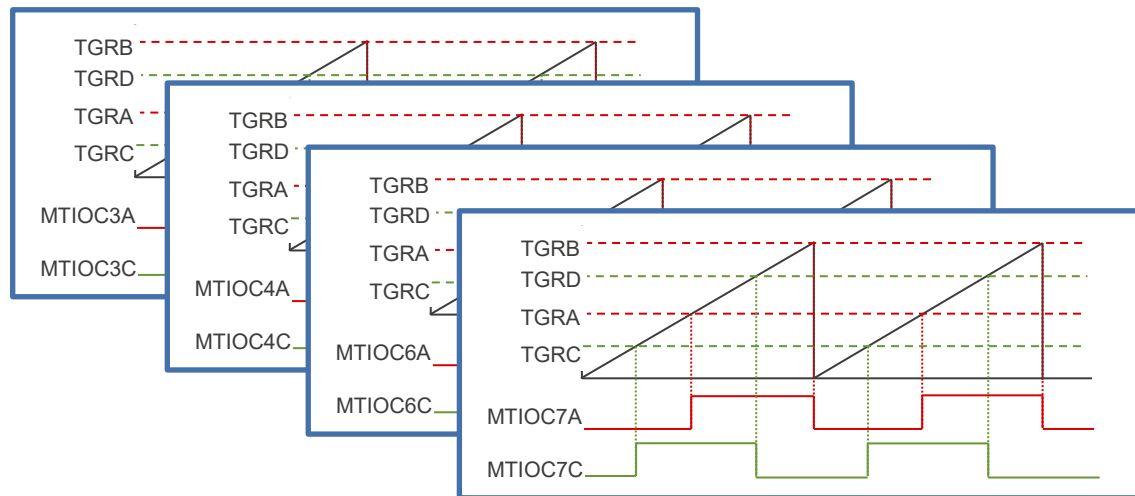 TGRB
TGRD
TGRA
TGRC
MTIOC3A
MTIOC3C
TGRB
TGRD
TGRA
TGRC
MTIOC4A
MTIOC4C
TGRB
TGRD
TGRA
TGRC
MTIOC6A
MTIOC6C
TGRB
TGRD
TGRA
TGRC
MTIOC7A
MTIOC7C